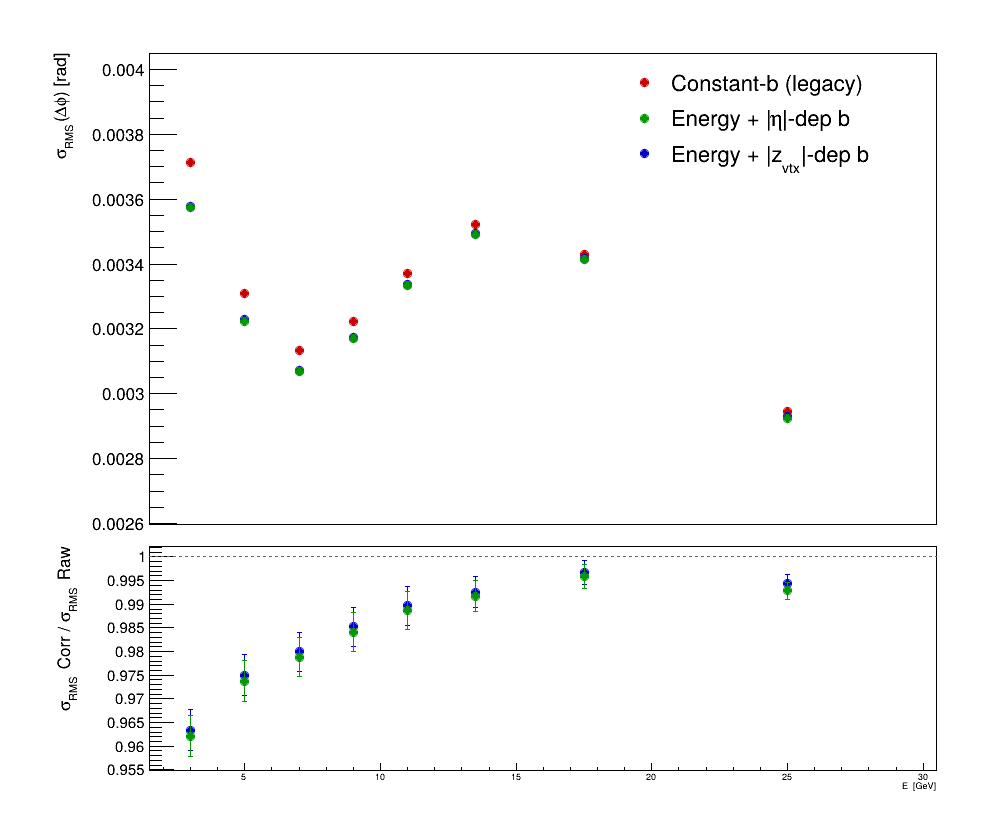 σRMS(Δϕ) [rad]
0.004
0.0038
0.0036
0.0034
0.0032
0.003
0.0028
0.0026
Constant-b (legacy)
Energy + |η|-dep b
Energy + |zvtx|-dep b
σRMS Corr / σRMS Raw
1
0.995
0.99
0.985
0.98
0.975
0.97
0.965
0.96
0.955
5 10 15 20 25 30
E [GeV]